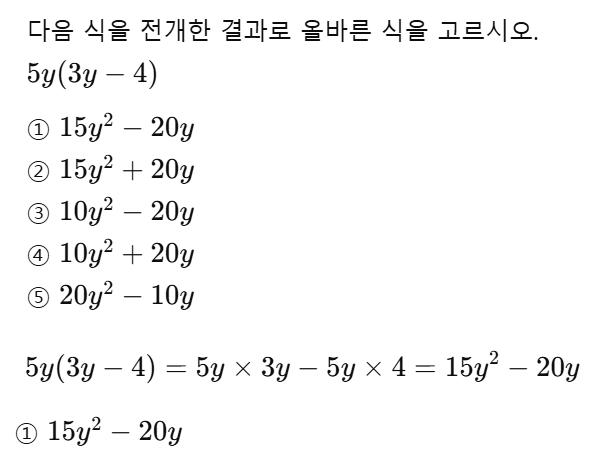 다음 식을 전개한 결과로 올바른 식을 고르시오.
5y(3y − 4)
① 15y² − 20y
② 15y² + 20y
③ 10y² − 20y
④ 10y² + 20y
⑤ 20y² − 10y
5y(3y − 4) = 5y × 3y − 5y × 4 = 15y² − 20y
① 15y² − 20y